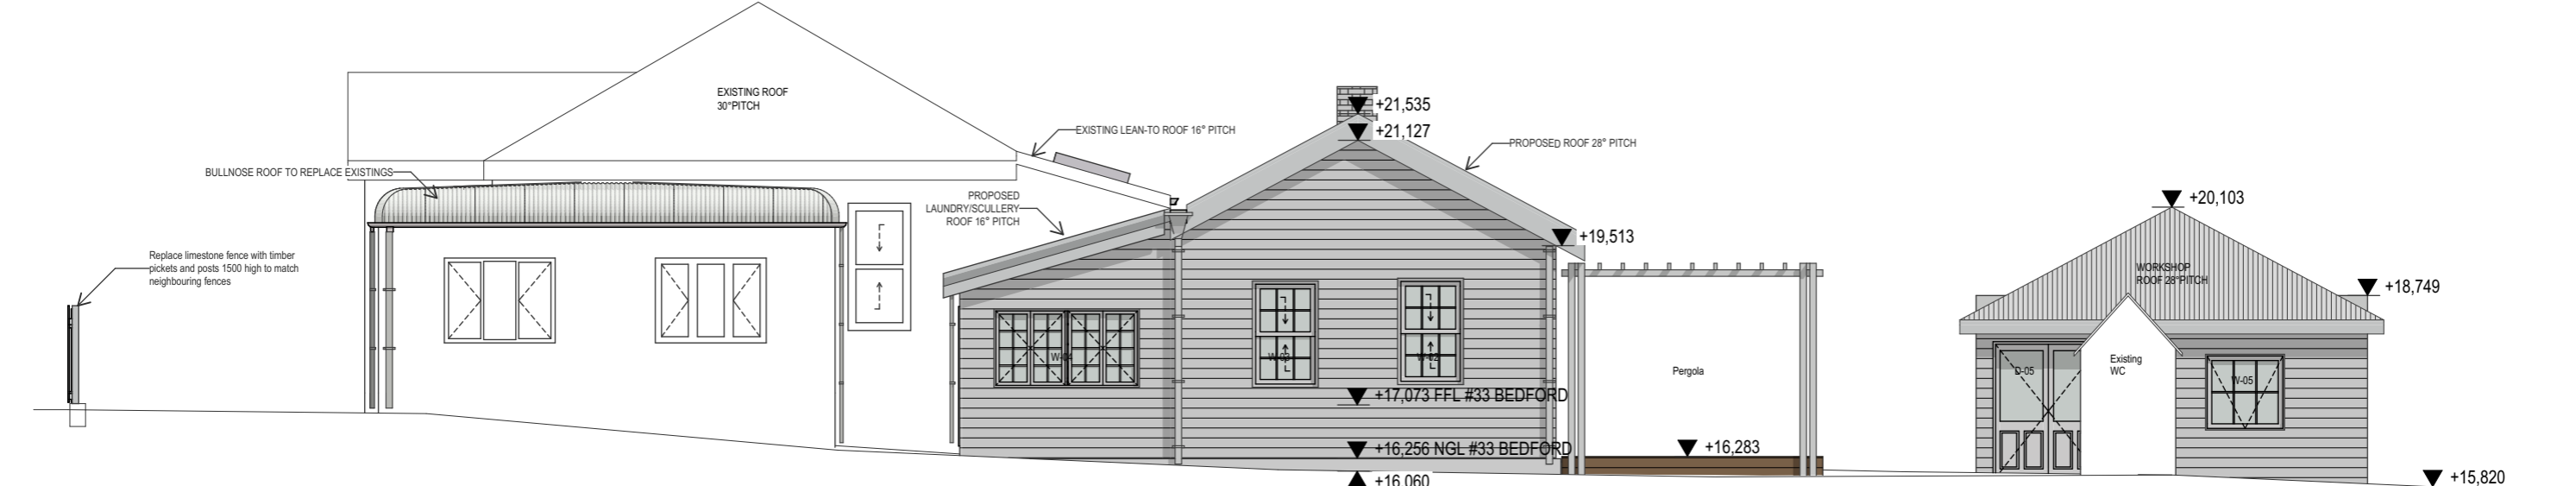 EXISTING ROOF
30°PITCH
BULLNOSE ROOF TO REPLACE EXISTINGS
Replace limestone fence with timber
pickets and posts 1500 high to match
neighbouring fences
EXISTING LEAN-TO ROOF 16° PITCH
PROPOSED
LAUNDRY/SCULLERY
ROOF 16° PITCH
+21,535
+21,127
PROPOSED ROOF 28° PITCH
+19,513
W-04
W-03
W-02
+17,073 FFL #33 BEDFORD
+16,256 NGL #33 BEDFORD
+16,060
Pergola
+16,283
+20,103
WORKSHOP
ROOF 28°PITCH
+18,749
D-05
Existing
WC
W-05
+15,820